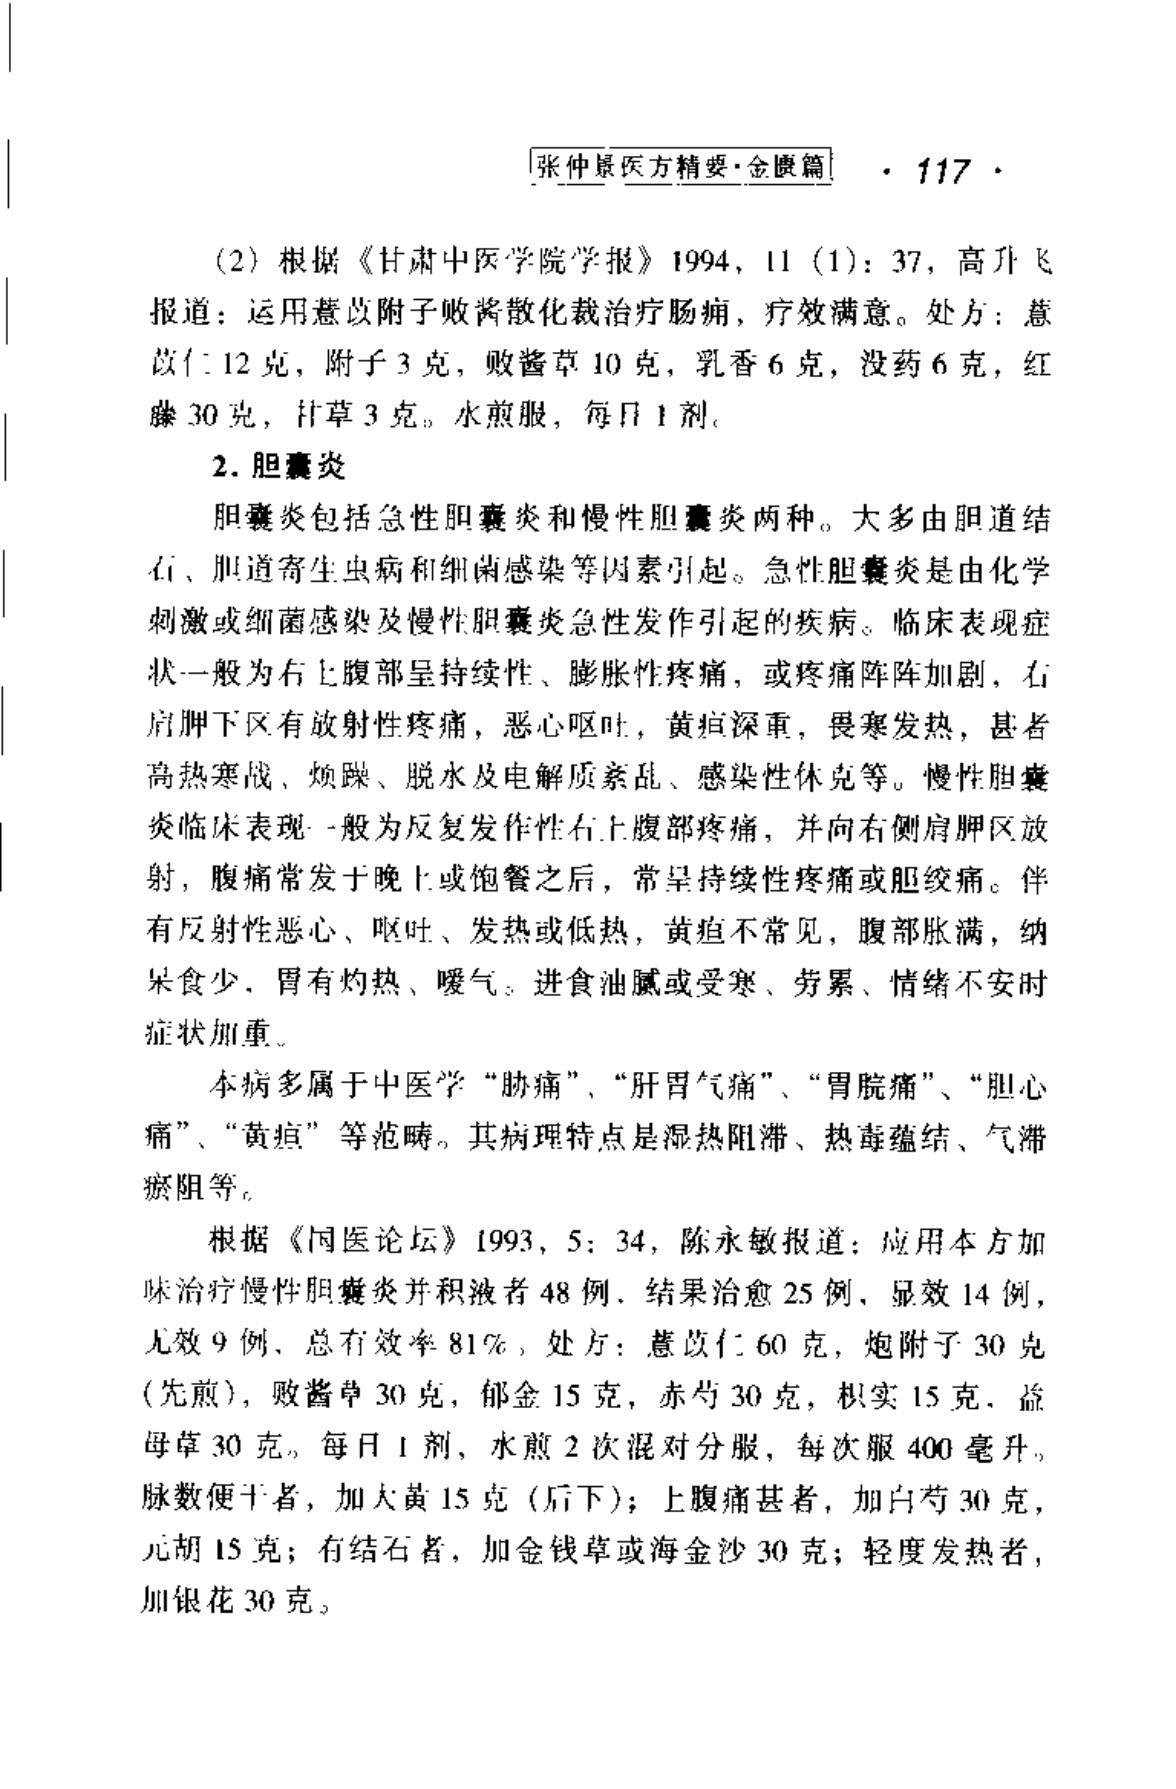 张仲景医方精要·金匮篇 · 117 ·
(2) 根据《甘肃中医学院学报》1994, 11 (1): 37, 高升飞
报道：运用薏苡附子败酱散化裁治疗肠痈，疗效满意。处方：薏
苡仁 12 克，附子 3 克，败酱草 10 克，乳香 6 克，没药 6 克，红
藤 30 克，甘草 3 克。水煎服，每日 1 剂。
2. 胆囊炎
胆囊炎包括急性胆囊炎和慢性胆囊炎两种。大多由胆道结
石、胆道寄生虫病和细菌感染等因素引起。急性胆囊炎是由化学
刺激或细菌感染及慢性胆囊炎急性发作引起的疾病。临床表现症
状一般为右上腹部呈持续性、膨胀性疼痛，或疼痛阵阵加剧，右
肩胛下区有放射性疼痛，恶心呕吐，黄疸深重，畏寒发热，甚者
高热寒战、烦躁、脱水及电解质紊乱、感染性休克等。慢性胆囊
炎临床表现一般为反复发作性右上腹部疼痛，并向右侧肩胛区放
射，腹痛常发于晚上或饱餐之后，常呈持续性疼痛或胆绞痛。伴
有反射性恶心、呕吐、发热或低热，黄疸不常见，腹部胀满，纳
呆食少，胃有灼热、嗳气。进食油腻或受寒、劳累、情绪不安时
症状加重。
本病多属于中医学“胁痛”、“肝胃气痛”、“胃脘痛”、“胆心
痛”、“黄疸”等范畴。其病理特点是湿热阻滞、热毒蕴结、气滞
瘀阻等。
根据《国医论坛》1993, 5: 34, 陈永敏报道：应用本方加
味治疗慢性胆囊炎并积液者 48 例，结果治愈 25 例，显效 14 例，
无效 9 例，总有效率 81%。处方：薏苡仁 60 克，炮附子 30 克
(先煎)，败酱草 30 克，郁金 15 克，赤芍 30 克，枳实 15 克，益
母草 30 克。每日 1 剂，水煎 2 次混对分服，每次服 400 毫升。
脉数便干者，加大黄 15 克 (后下)；上腹痛甚者，加白芍 30 克，
元胡 15 克；有结石者，加金钱草或海金沙 30 克；轻度发热者，
加银花 30 克。